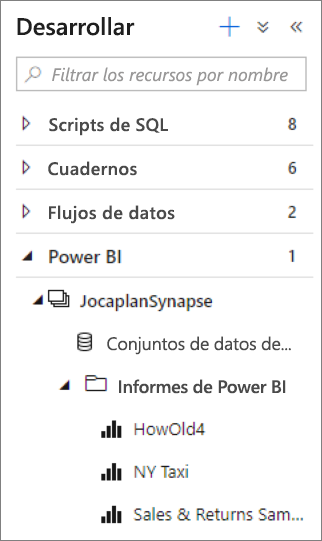 Desarrollar
Filtrar los recursos por nombre
Scripts de SQL 8
Cuadernos 6
Flujos de datos 2
Power BI 1
JocaplanSynapse
Conjuntos de datos de...
Informes de Power BI
HowOld4
NY Taxi
Sales & Returns Sam...